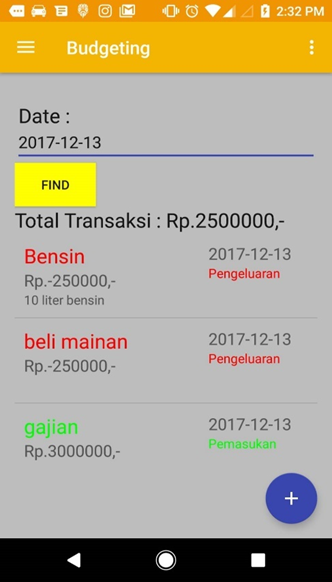 2:32 PM
Budgeting
Date :
2017-12-13
FIND
Total Transaksi : Rp.2500000,-
Bensin
2017-12-13
Rp.-250000,-
Pengeluaran
10 liter bensin
beli mainan
2017-12-13
Rp.-250000,-
Pengeluaran
gajian
2017-12-13
Rp.3000000,-
Pemasukan